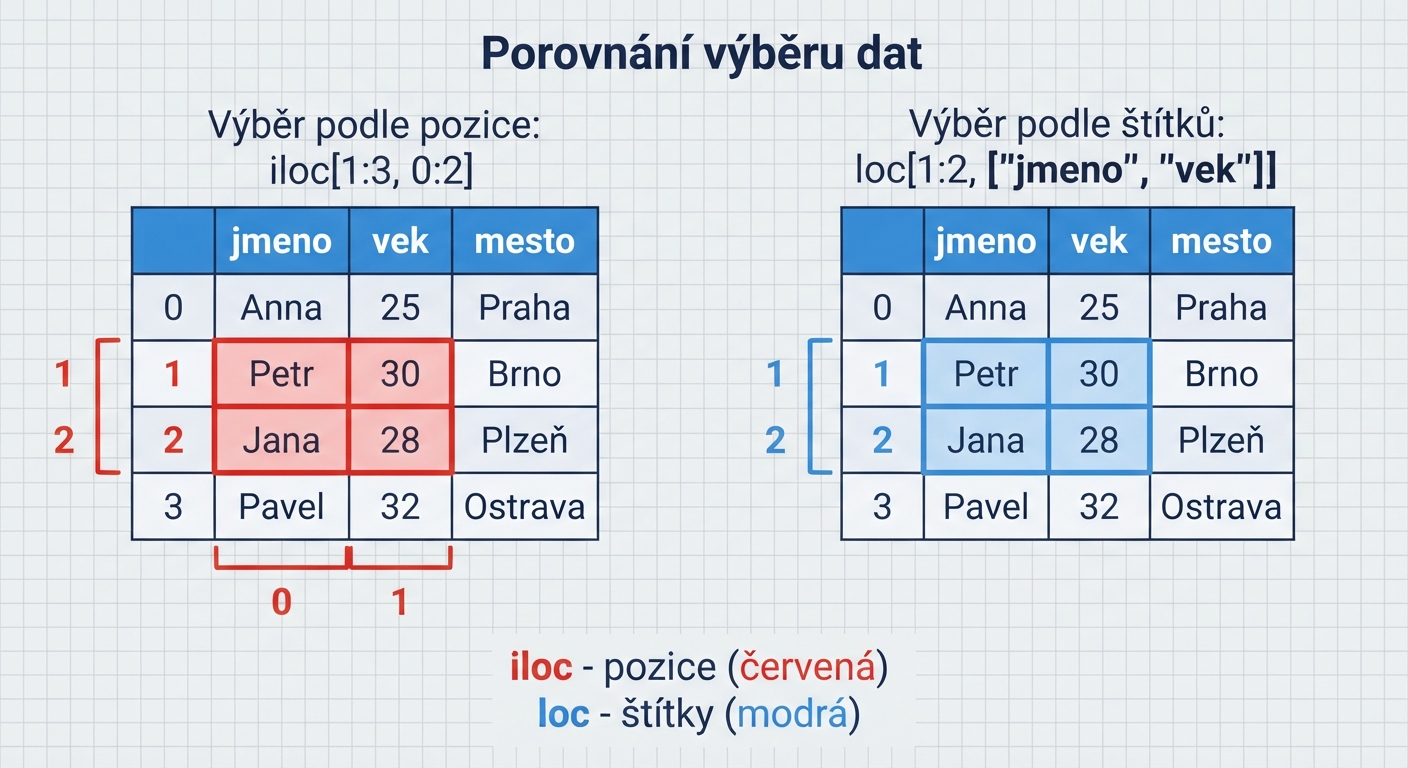 Porovnání výběru dat
Výběr podle pozice:
iloc[1:3, 0:2]
jmeno vek mesto
0 Anna 25 Praha
1 1 Petr 30 Brno
2 2 Jana 28 Plzeň
3 Pavel 32 Ostrava
0 1
Výběr podle štítků:
loc[1:2, ["jmeno", "vek"]]
jmeno vek mesto
0 Anna 25 Praha
1 1 Petr 30 Brno
2 2 Jana 28 Plzeň
3 Pavel 32 Ostrava
iloc - pozice (červená)
loc - štítky (modrá)